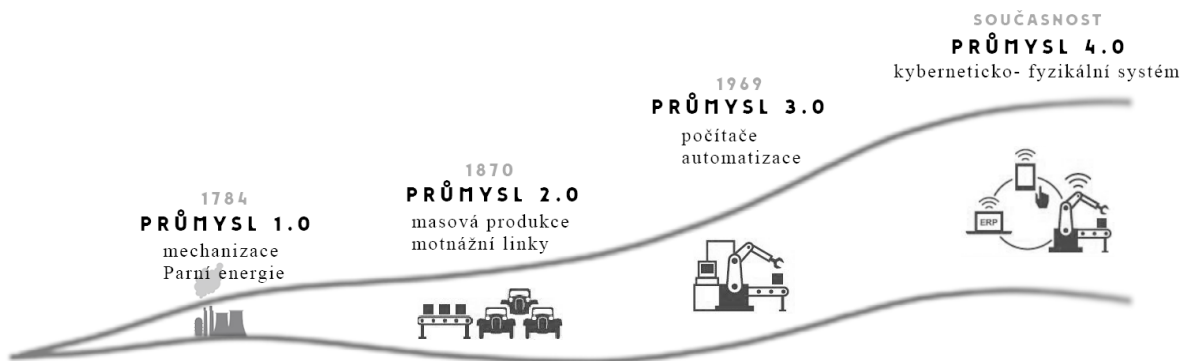 1784
PRŮMYSL 1.0
mechanizace
Parní energie
1870
PRŮMYSL 2.0
masová produkce
motnážní linky
1969
PRŮMYSL 3.0
počítače
automatizace
SOUČASNOST
PRŮMYSL 4.0
kyberneticko- fyzikální systém
ERP